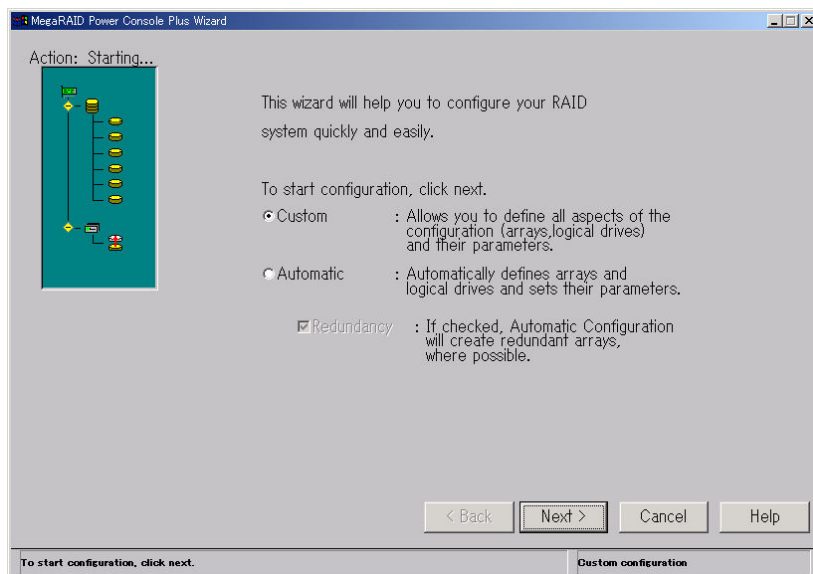 MegaRAID Power Console Plus Wizard
Action: Starting...
This wizard will help you to configure your RAID
system quickly and easily.
To start configuration, click next.
Custom : Allows you to define all aspects of the
configuration (arrays,logical drives)
and their parameters.
Automatic : Automatically defines arrays and
logical drives and sets their parameters.
Redundancy : If checked, Automatic Configuration
will create redundant arrays,
where possible.
< Back Next > Cancel Help
To start configuration, click next. Custom configuration